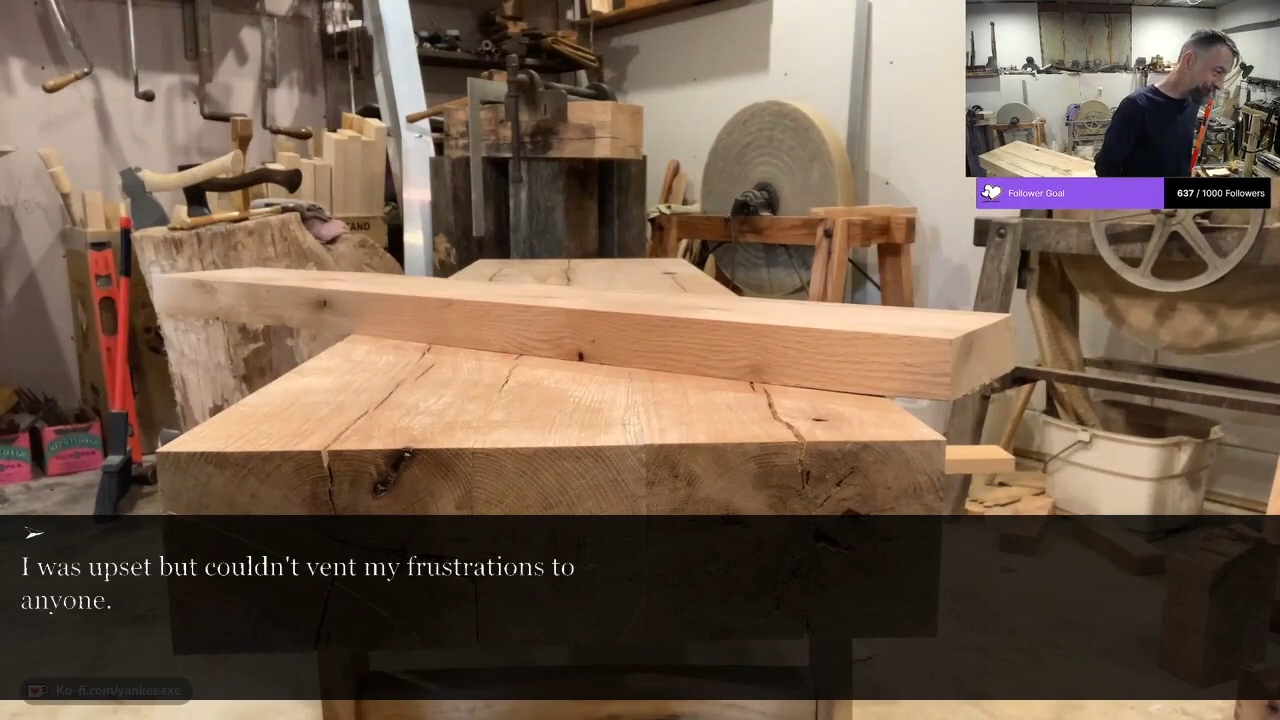 Follower Goal
637 / 1000 Followers
I was upset but couldn't vent my frustrations to
anyone.
Ko-fi.com/yankeeaxe